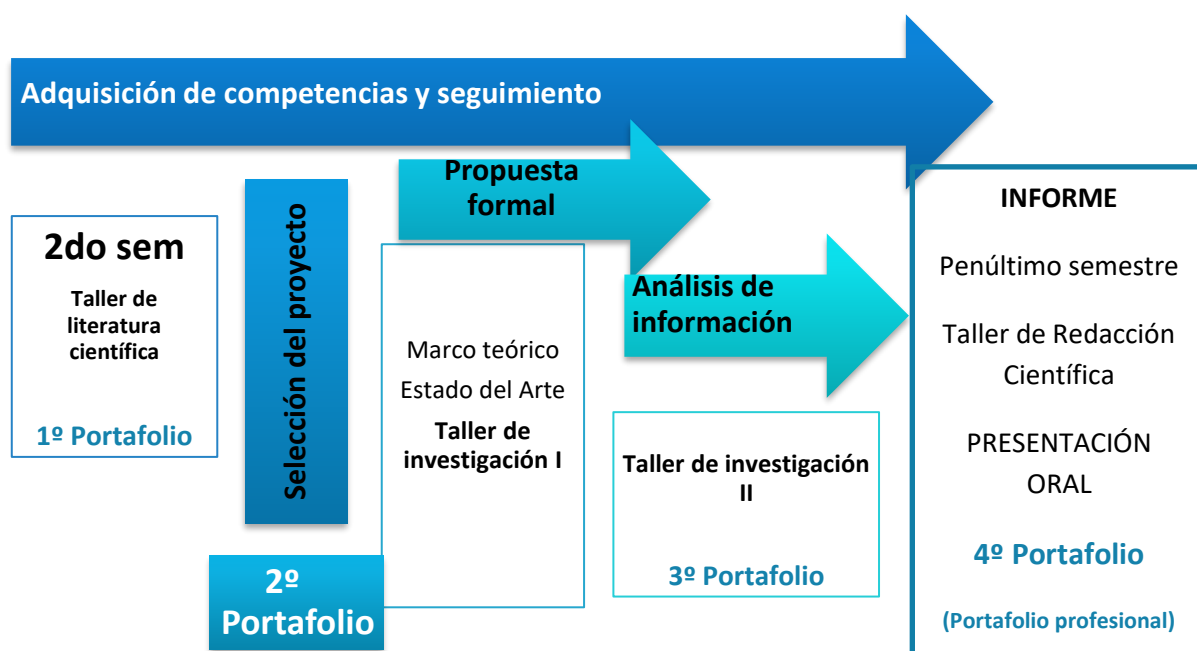 Adquisición de competencias y seguimiento
2do sem
Taller de
literatura
científica
1º Portafolio
Selección del proyecto
2º
Portafolio
Propuesta
formal
Marco teórico
Estado del Arte
Taller de
investigación I
Análisis de
información
Taller de investigación
II
3º Portafolio
INFORME
Penúltimo semestre
Taller de Redacción
Científica
PRESENTACIÓN
ORAL
4º Portafolio
(Portafolio profesional)